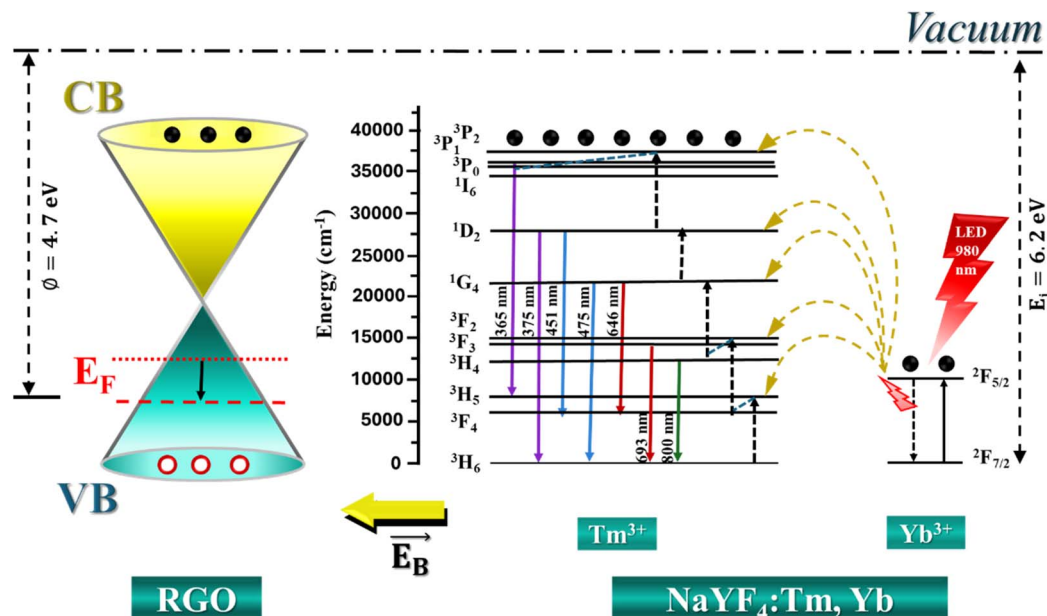 Vacuum
CB
ϕ = 4.7 eV
E_F
VB
RGO
Energy (cm⁻¹)
40000
35000
30000
25000
20000
15000
10000
5000
0
³P₂
³P₁
³P₀
¹I₆
¹D₂
¹G₄
³F₂
³F₃
³H₄
³H₅
³F₄
³H₆
365 nm
375 nm
451 nm
475 nm
646 nm
693 nm
800 nm
LED
980
nm
Eᵢ = 6.2 eV
²F₅/₂
²F₇/₂
E_B
Tm³⁺
Yb³⁺
NaYF₄:Tm, Yb